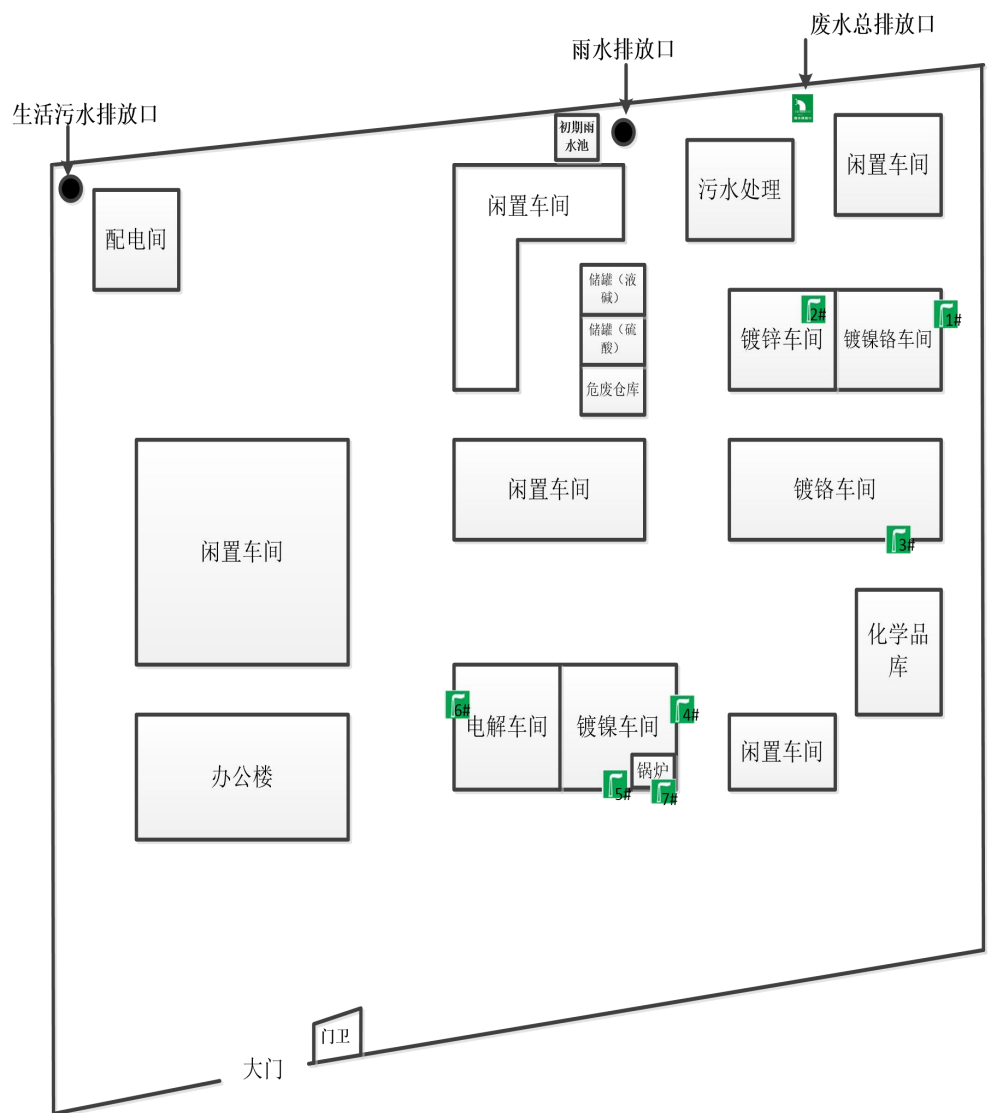 废水总排放口
雨水排放口
生活污水排放口
初期雨
水池
闲置车间
污水处理
闲置车间
配电间
储罐（液
碱）
储罐（硫
酸）
危废仓库
2#
1#
镀锌车间
镀镍铬车间
闲置车间
闲置车间
镀铬车间
3#
化学品
库
6#
电解车间
镀镍车间
4#
锅炉
5#
7#
闲置车间
办公楼
门卫
大门